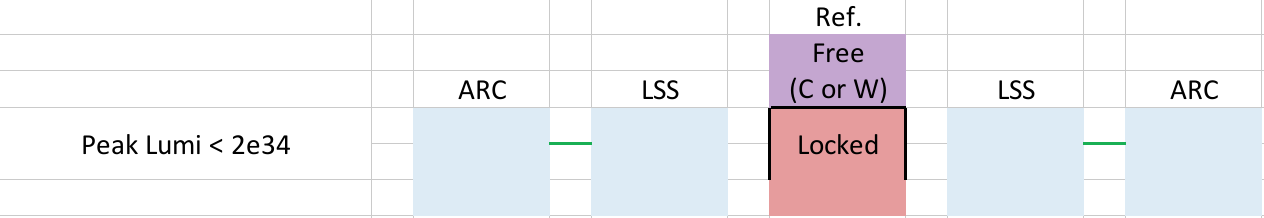 Ref.
Free
(C or W)
ARC
LSS
LSS
ARC
Peak Lumi < 2e34
Locked